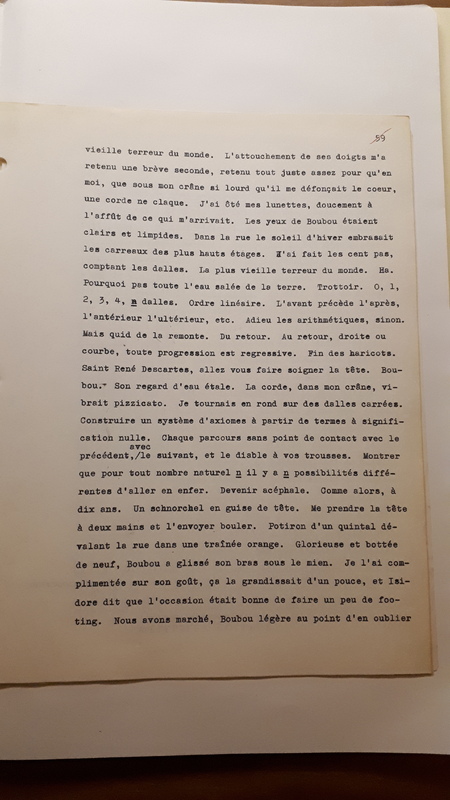 59
vieille terreur du monde. L'attouchement de ses doigts m'a
retenu une brève seconde, retenu tout juste assez pour qu'en
moi, que sous mon crâne si lourd qu'il me défonçait le coeur,
une corde ne claque. J'ai ôté mes lunettes, doucement à
l'affût de ce qui m'arrivait. Les yeux de Boubou étaient
clairs et limpides. Dans la rue le soleil d'hiver embrasait
les carreaux des plus hauts étages. J'ai fait les cent pas,
comptant les dalles. La plus vieille terreur du monde. Ha.
Pourquoi pas toute l'eau salée de la terre. Trottoir. 0, 1,
2, 3, 4, n dalles. Ordre linéaire. L'avant précède l'après,
l'antérieur l'ultérieur, etc. Adieu les arithmétiques, sinon.
Mais quid de la remonte. Du retour. Au retour, droite ou
courbe, toute progression est regressive. Fin des haricots.
Saint René Descartes, allez vous faire soigner la tête. Bou-
bou. Son regard d'eau étale. La corde, dans mon crâne, vi-
brait pizzicato. Je tournais en rond sur des dalles carrées.
Construire un système d'axiomes à partir de termes à signifi-
cation nulle. Chaque parcours sans point de contact avec le
avec
précédent,/le suivant, et le diable à vos trousses. Montrer
que pour tout nombre naturel n il y a n possibilités diffé-
rentes d'aller en enfer. Devenir acéphale. Comme alors, à
dix ans. Un schnorchel en guise de tête. Me prendre la tête
à deux mains et l'envoyer bouler. Potiron d'un quintal dé-
valant la rue dans une traînée orange. Glorieuse et bottée
de neuf, Boubou a glissé son bras sous le mien. Je l'ai com-
plimentée sur son goût, ça la grandissait d'un pouce, et Isi-
dore dit que l'occasion était bonne de faire un peu de foo-
ting. Nous avons marché, Boubou légère au point d'en oublier